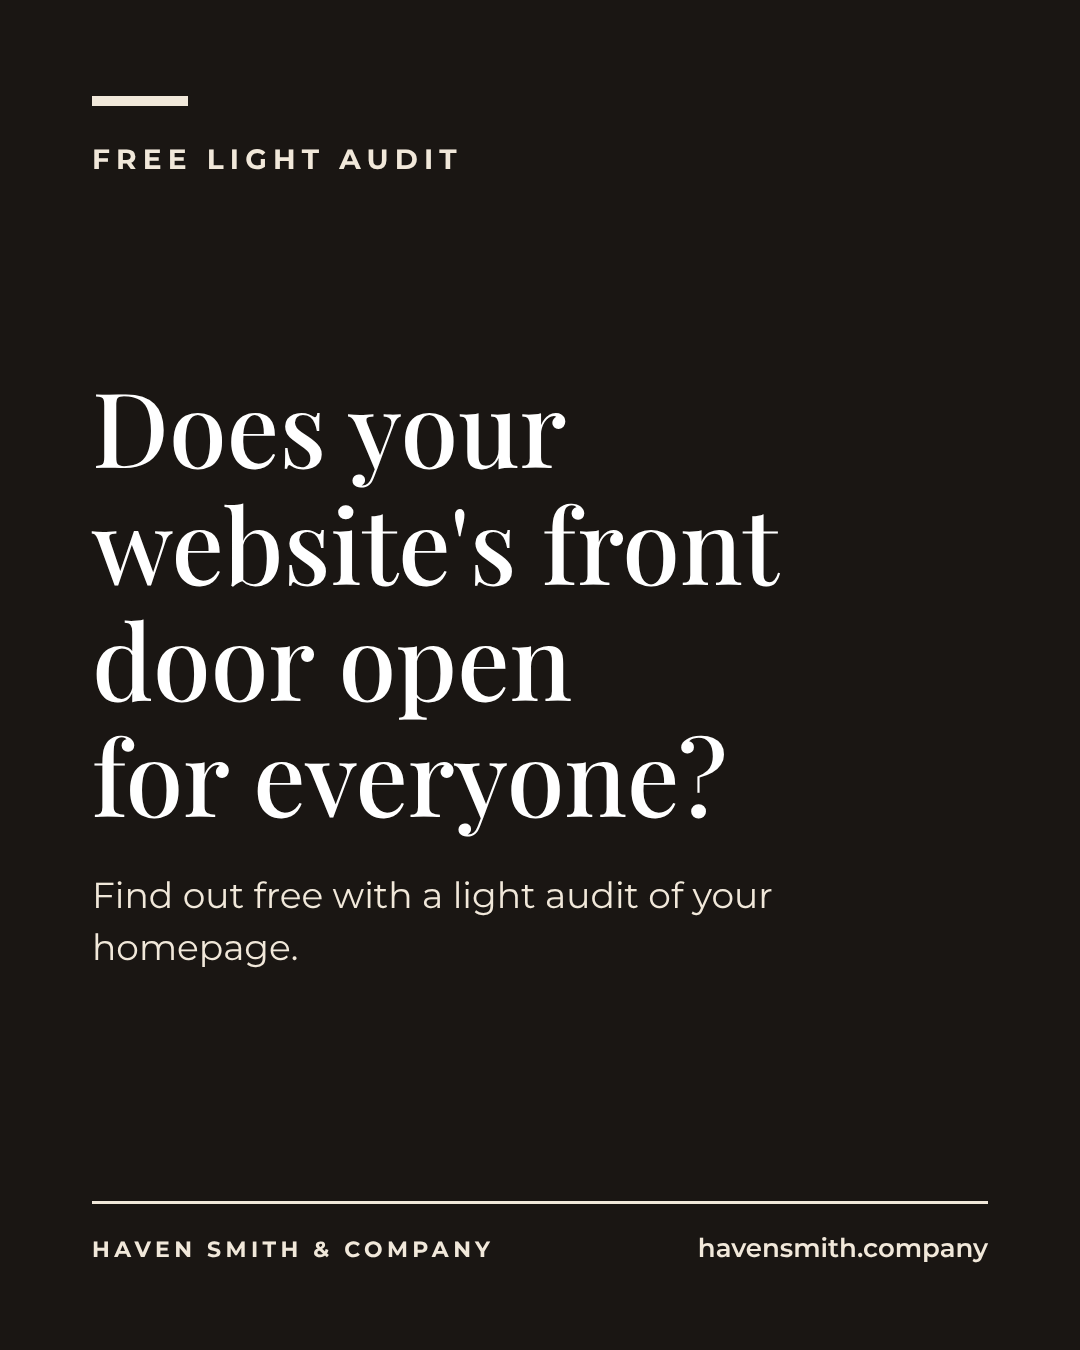 FREE LIGHT AUDIT
Does your
website's front
door open
for everyone?
Find out free with a light audit of your
homepage.
HAVEN SMITH & COMPANY
havensmith.company